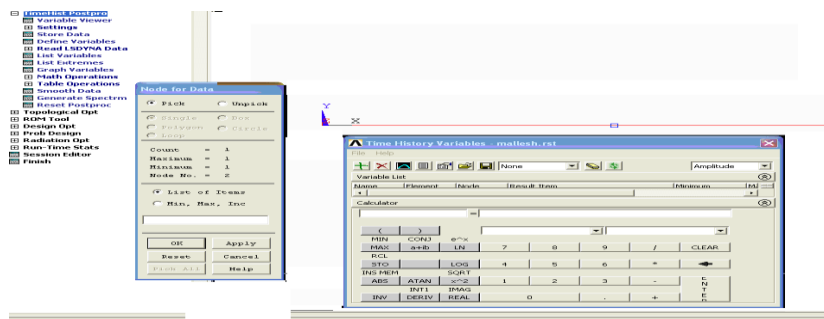 TimeHist Postpro
Variable Viewer
Settings
Store Data
Define Variables
Read LSDYNA Data
List Variables
List Extremes
Graph Variables
Math Operations
Table Operations
Smooth Data
Generate Spectrm
Reset Postproc
Topological Opt
ROM Tool
Design Opt
Prob Design
Radiation Opt
Run-Time Stats
Session Editor
Finish
Node for Data
Pick Unpick
Single Box
Polygon Circle
Loop
Count = 1
Maximum = 1
Minimum = 1
Node No. = 2
List of Items
Min, Max, Inc
OK Apply
Reset Cancel
Pick All Help
Y
X
Time History Variables mallesh.rst
File Help
None Amplitude
Variable List
Name Element Node Result Item Minimum
Calculator
=
( )
MIN CONJ e^x
MAX a+ib LN 7 8 9 / CLEAR
RCL
STO LOG 4 5 6 *
INS MEM SQRT
ABS ATAN x^2 1 2 3 -
INT1 IMAG
INV DERIV REAL 0 . +